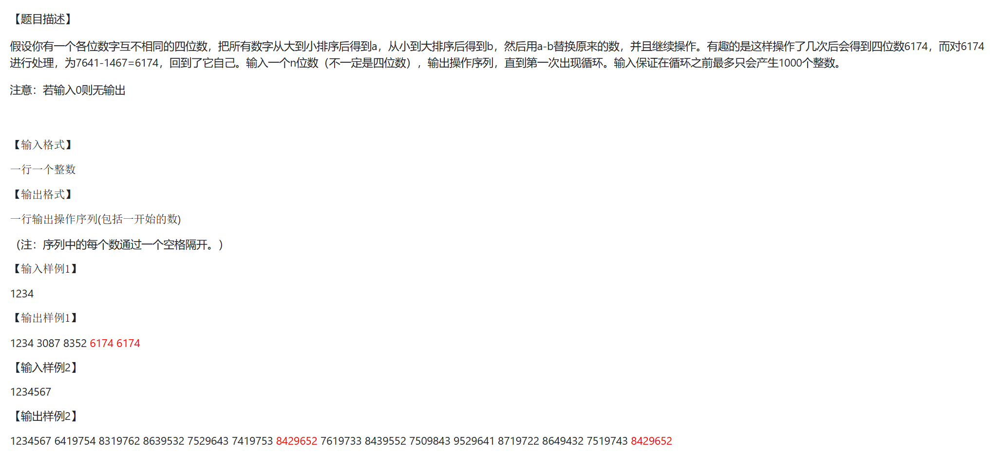 【题目描述】
假设你有一个各位数字互不相同的四位数，把所有数字从大到小排序后得到a，从小到大排序后得到b，然后用a-b替换原来的数，并且继续操作。有趣的是这样操作了几次后会得到四位数6174，而对6174
进行处理，为7641-1467=6174，回到了它自己。输入一个n位数（不一定是四位数），输出操作序列，直到第一次出现循环。输入保证在循环之前最多只会产生1000个整数。
注意：若输入0则无输出
【输入格式】
一行一个整数
【输出格式】
一行输出操作序列(包括一开始的数)
（注：序列中的每个数通过一个空格隔开。）
【输入样例1】
1234
【输出样例1】
1234 3087 8352 6174 6174
【输入样例2】
1234567
【输出样例2】
1234567 6419754 8319762 8639532 7529643 7419753 8429652 7619733 8439552 7509843 9529641 8719722 8649432 7519743 8429652